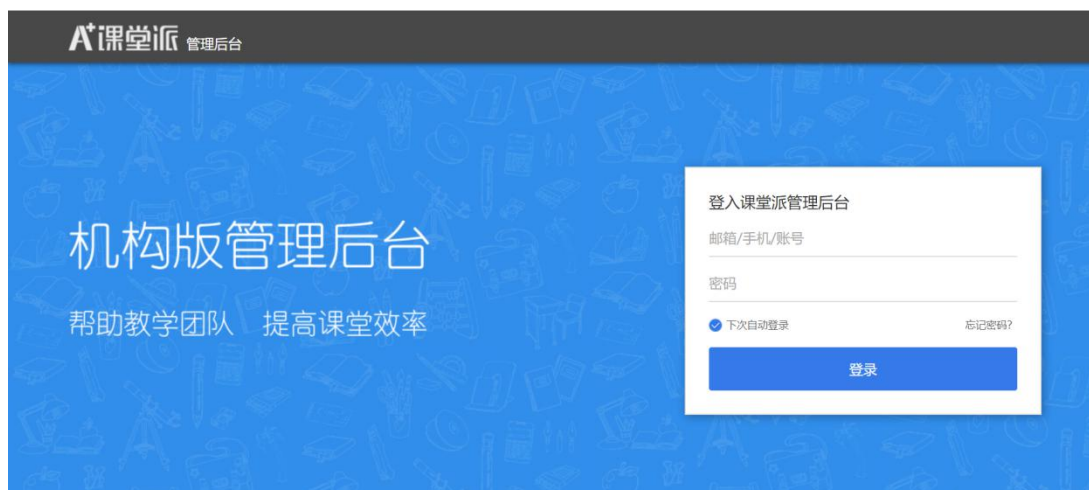 A+课堂派 管理后台
机构版管理后台
帮助教学团队 提高课堂效率
登入课堂派管理后台
邮箱/手机/账号
密码
下次自动登录 忘记密码?
登录